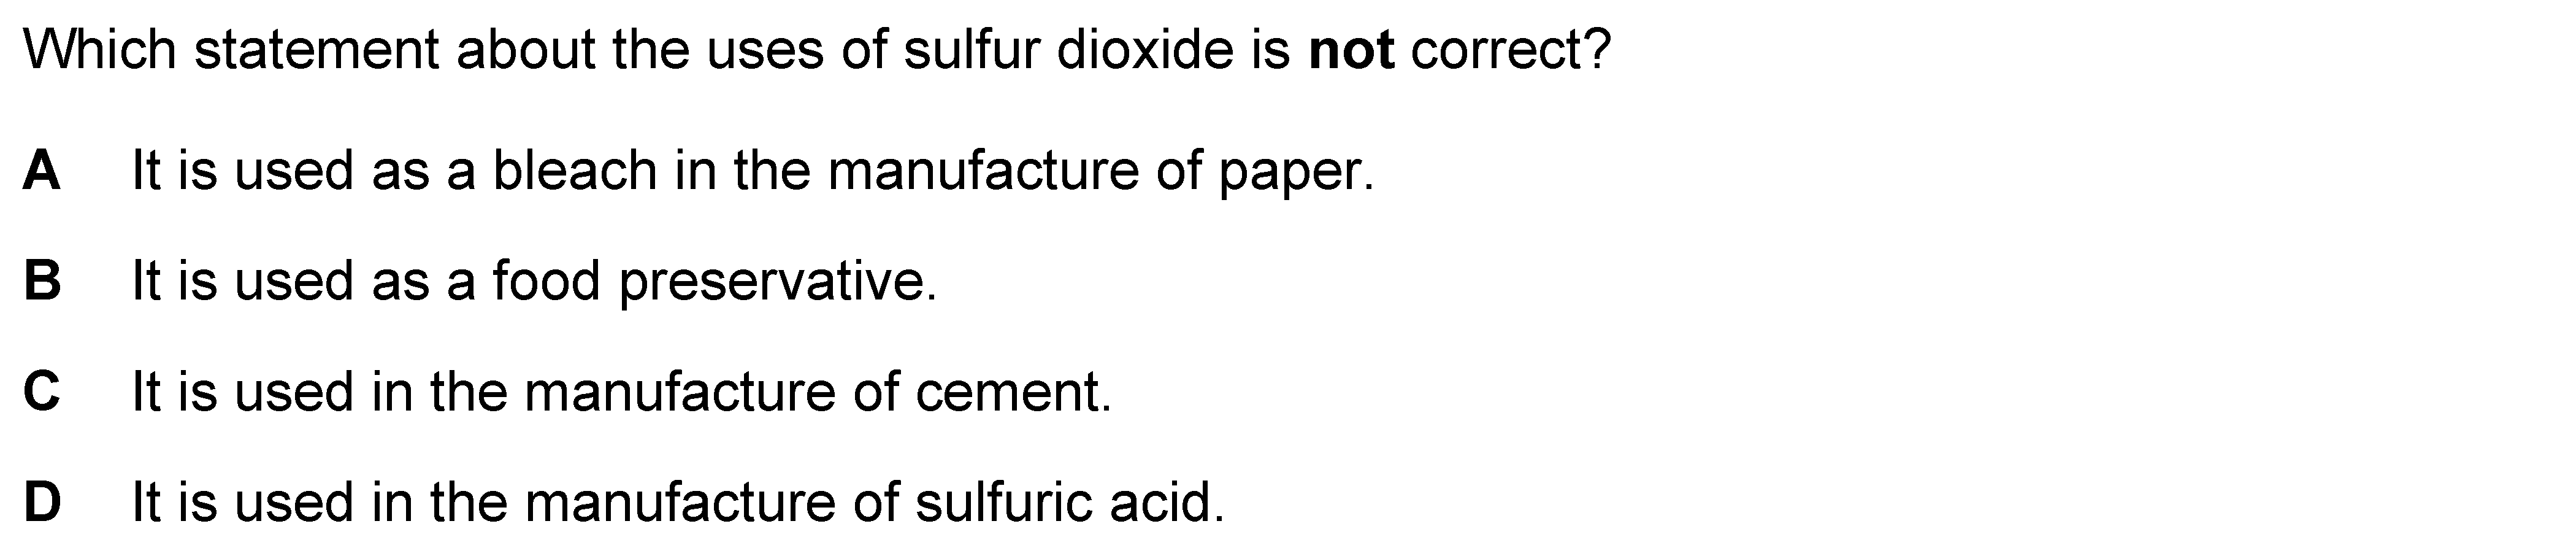 Which statement about the uses of sulfur dioxide is not correct?
A It is used as a bleach in the manufacture of paper.
B It is used as a food preservative.
C It is used in the manufacture of cement.
D It is used in the manufacture of sulfuric acid.